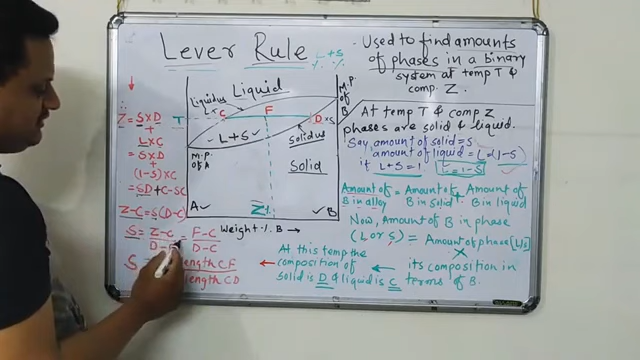 Lever Rule
L+S
% %
Liquid
Liquidus
L
C
F
D
S
T
L+S
solidus
Solid
M.P.
of A
M.P.
of B
A
Z%
B
Weight % B →
∴
Z = S×D
+
L×C
= S×D
+
(1-S)×C
= SD + C-SC
Z-C = S(D-C)
S = Z-C = F-C
D-C
S
length CF
length CD
Used to find amounts
of phases in a binary
system at temp T &
comp. Z.
At temp T & comp Z
phases are solid & liquid.
Say amount of solid = S
amount of liquid = L = (1-S)
if L+S = 1
L = 1-S
Amount of = Amount of + Amount of
B in alloy B in solid B in liquid
Now, Amount of B in phase
(L or S) = Amount of phase (L/S)
×
its composition in
terms of B.
←
At this temp the
composition of
solid is D & liquid is C
←